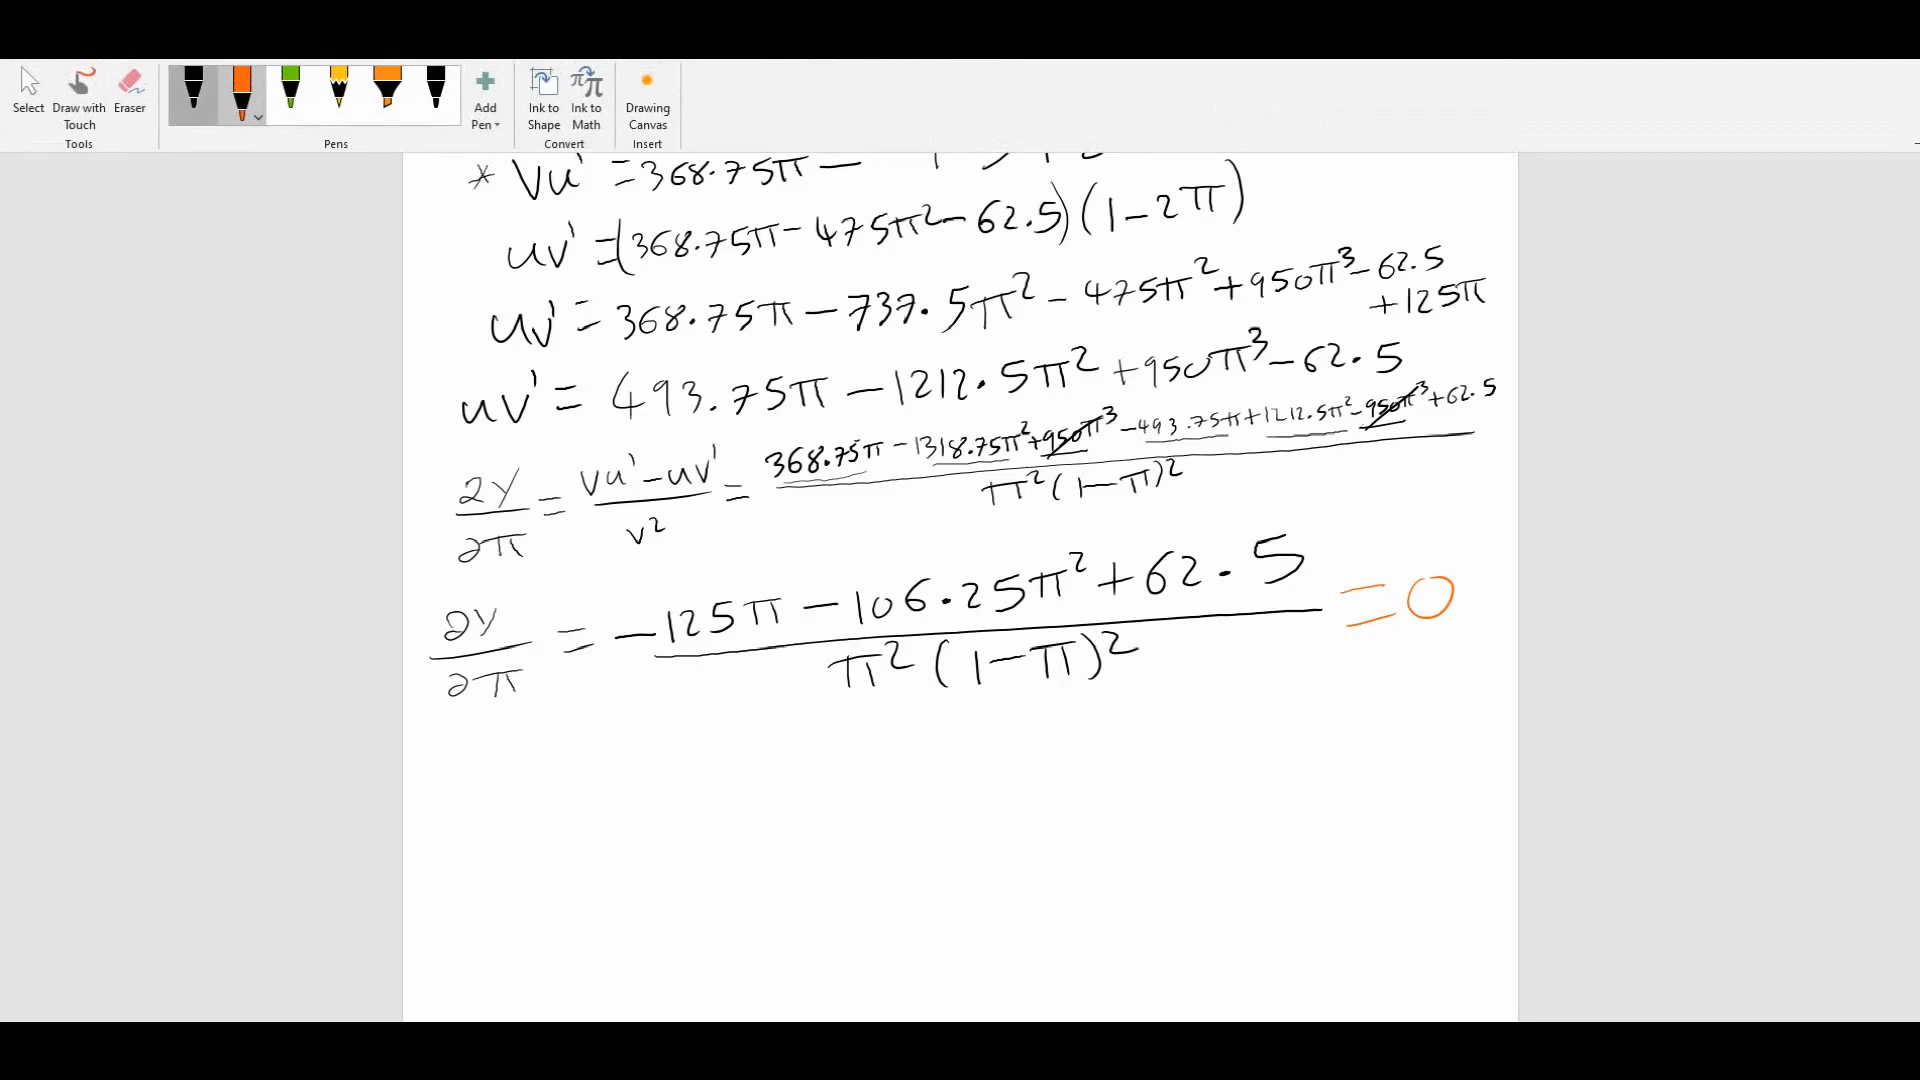 Select
Draw with Touch
Eraser
Add Pen
Ink to Shape
Ink to Math
Drawing Canvas
Tools
Pens
Convert
Insert
* vu' = 368.75π −
uv' = (368.75π − 475π² − 62.5)(1 − 2π)
uv' = 368.75π − 737.5π² − 475π² + 950π³ − 62.5
+ 125π
uv' = 493.75π − 1212.5π² + 950π³ − 62.5
∂Y/∂π = (vu' − uv')/v² = (368.75π − 1318.75π² + 950π³ − 493.75π + 1212.5π² − 950π³ + 62.5)/(π²(1−π)²)
∂Y/∂π = (−125π − 106.25π² + 62.5)/(π²(1−π)²) = 0